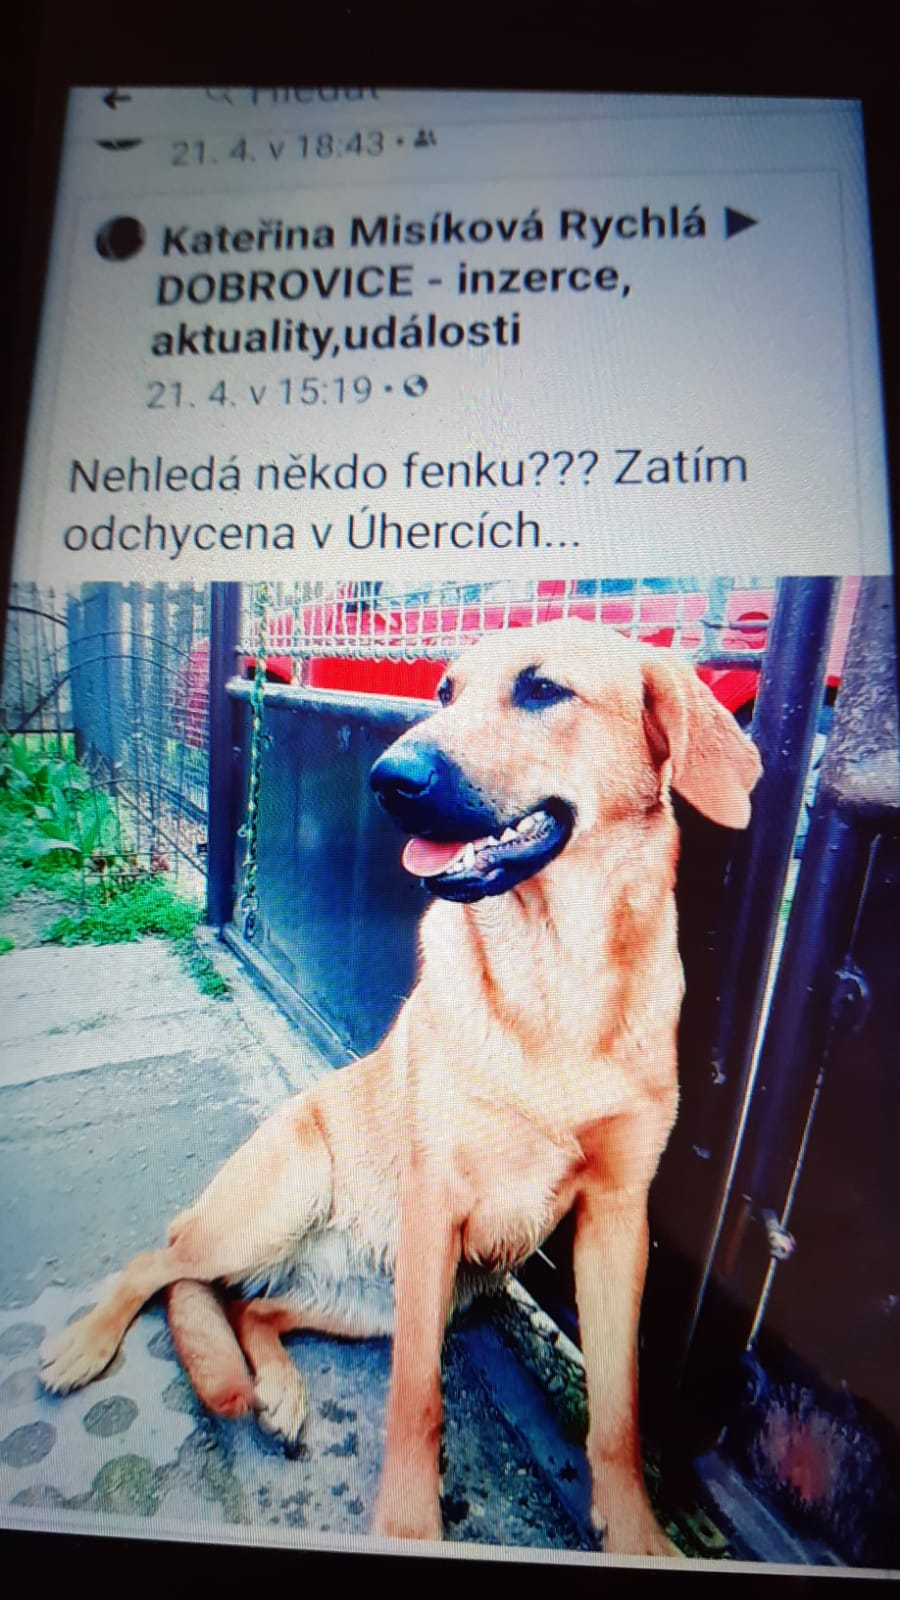 Hledat
21. 4. v 18:43 •
Kateřina Misíková Rychlá ▶
DOBROVICE - inzerce,
aktuality,události
21. 4. v 15:19 •
Nehledá někdo fenku??? Zatím
odchycena v Úhercích...